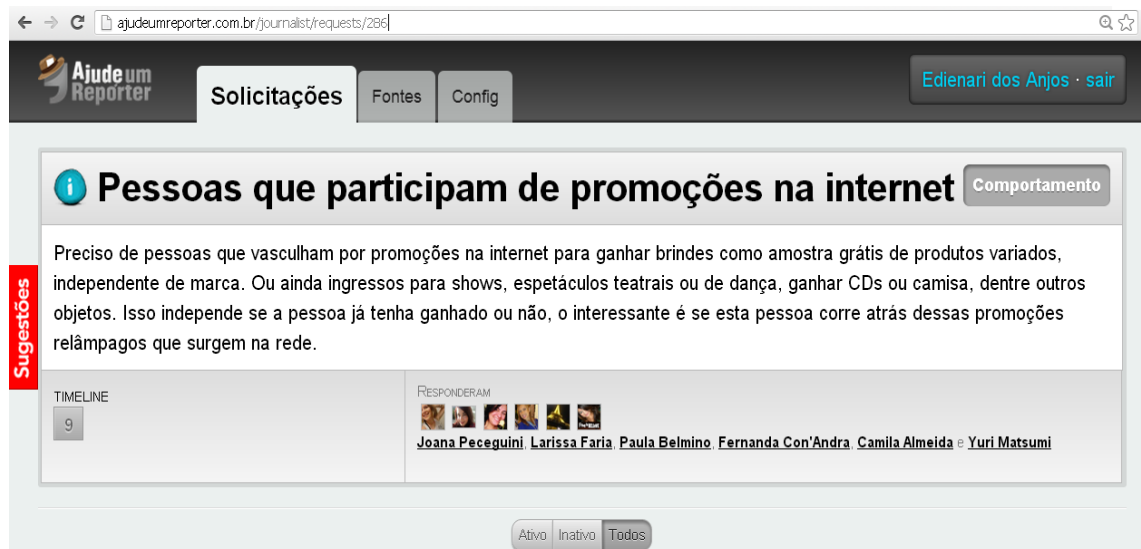 ajudeumreporter.com.br/journalist/requests/286
Ajude um
Repórter
Solicitações
Fontes
Config
Edienari dos Anjos · sair
Pessoas que participam de promoções na internet
Comportamento
Preciso de pessoas que vasculham por promoções na internet para ganhar brindes como amostra grátis de produtos variados,
independente de marca. Ou ainda ingressos para shows, espetáculos teatrais ou de dança, ganhar CDs ou camisa, dentre outros
objetos. Isso independe se a pessoa já tenha ganhado ou não, o interessante é se esta pessoa corre atrás dessas promoções
relâmpagos que surgem na rede.
Sugestões
TIMELINE
9
Responderam
Joana Peceguini, Larissa Faria, Paula Belmino, Fernanda Con'Andra, Camila Almeida e Yuri Matsumi
Ativo
Inativo
Todos